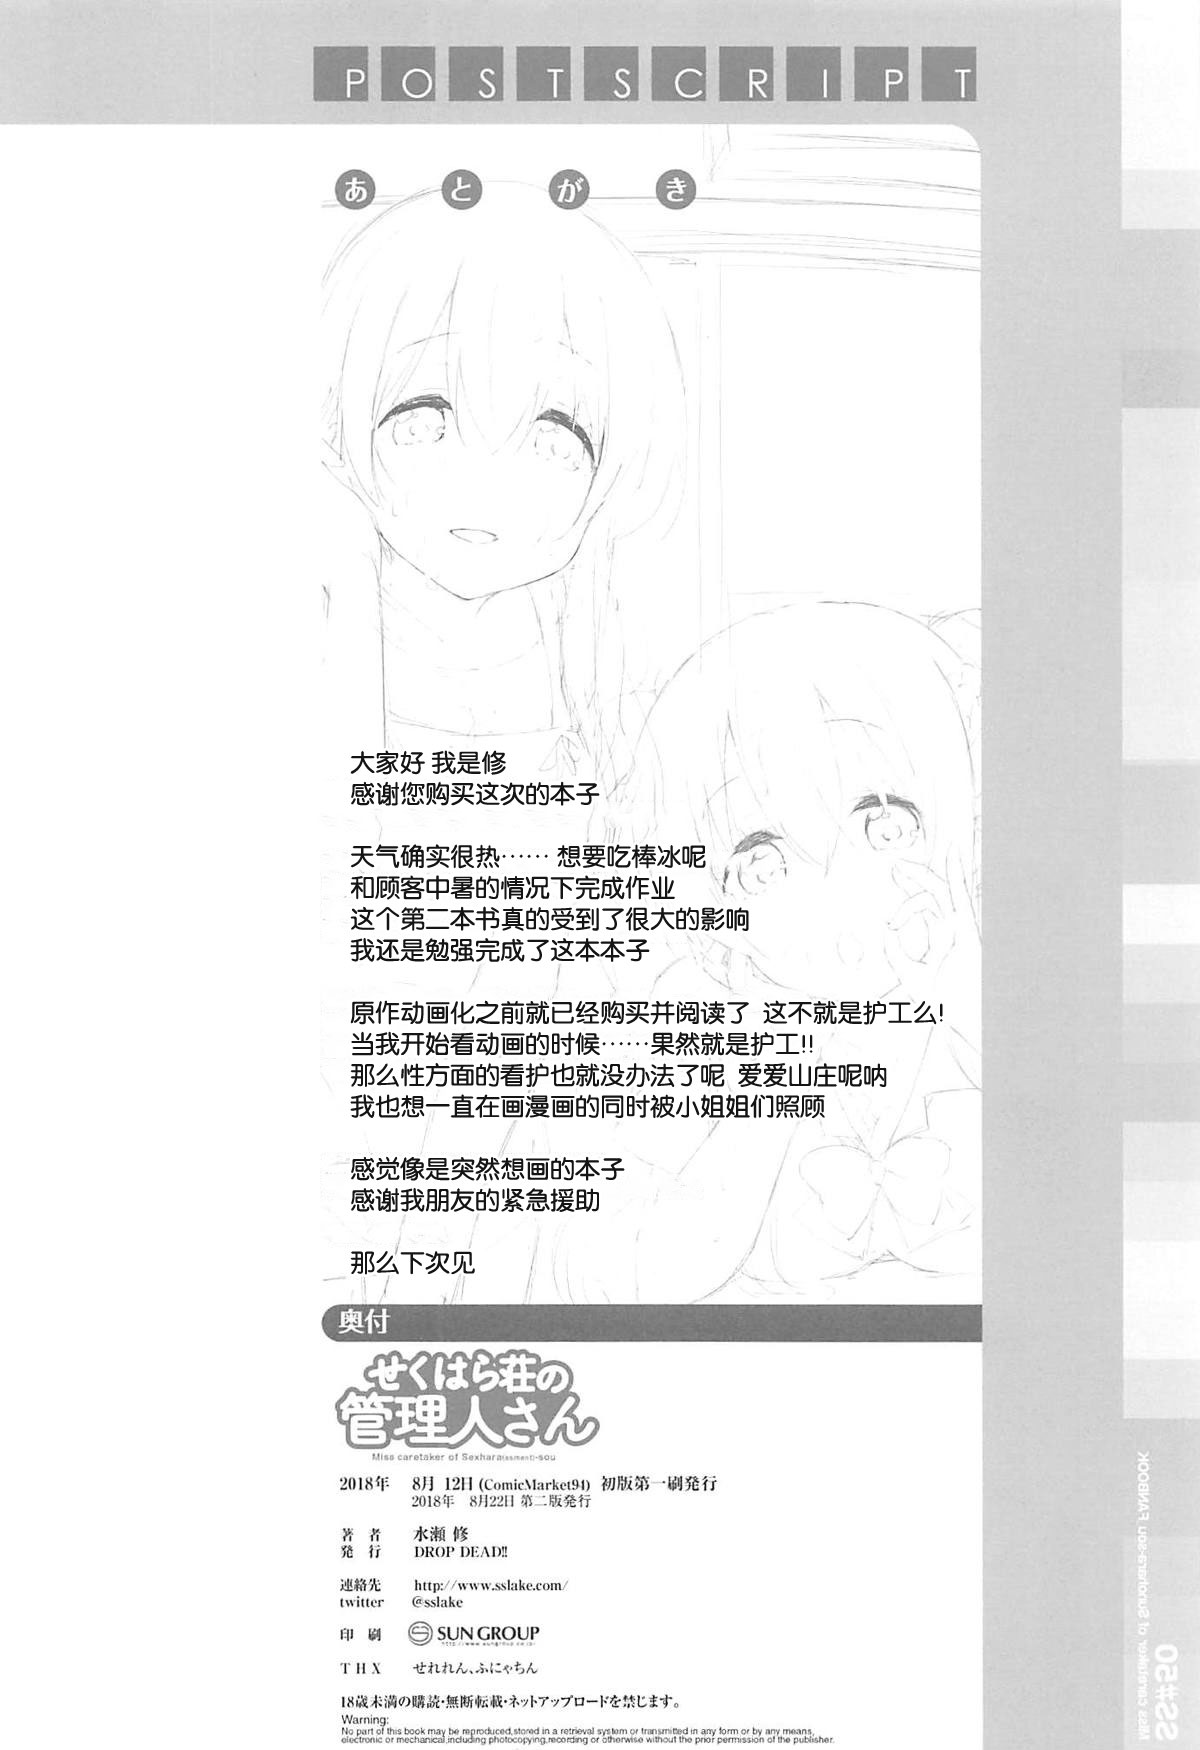 POSTSCRIPT
あとがき
大家好 我是修
感谢您购买这次的本子
天气确实很热…… 想要吃棒冰呢
和顾客中暑的情况下完成作业
这个第二本书真的受到了很大的影响
我还是勉强完成了这本本子
原作动画化之前就已经购买并阅读了 这不就是护工么!
当我开始看动画的时候……果然就是护工!!
那么性方面的看护也就没办法了呢 爱爱山庄呢呐
我也想一直在画漫画的同时被小姐姐们照顾
感觉像是突然想画的本子
感谢我朋友的紧急援助
那么下次见
奥付
せくはら荘の
管理人さん
Miss caretaker of Sexhara(ssment)-sou
2018年 8月 12日 (ComicMarket94) 初版第一刷発行
2018年 8月22日 第二版発行
著 者 水瀬 修
発 行 DROP DEAD!!
連絡先 http://www.sslake.com/
twitter @sslake
印 刷 SUN GROUP
http://www.sungroup.co.jp/
THX せれれん、ふにゃちん
18歳未満の購読・無断転載・ネットアップロードを禁じます。
Warning:
No part of this book may be reproduced,stored in a retrieval system or transmitted in any form or by any means,
electronic or mechanical,including photocopying,recording or otherwise without the prior permission of the publisher.
Miss caretaker of Sunohara-sou FANBOOK
SS#50